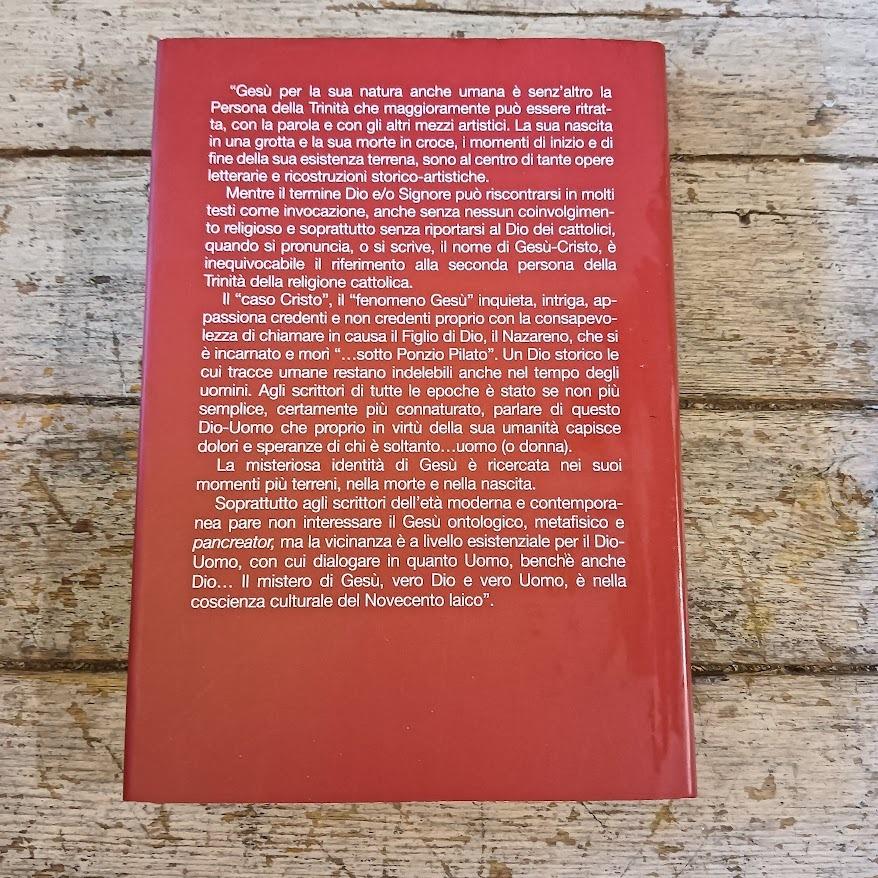 “Gesù per la sua natura anche umana è senz’altro la
Persona della Trinità che maggioramente può essere ritrat-
ta, con la parola e con gli altri mezzi artistici. La sua nascita
in una grotta e la sua morte in croce, i momenti di inizio e di
fine della sua esistenza terrena, sono al centro di tante opere
letterarie e ricostruzioni storico-artistiche.
Mentre il termine Dio e/o Signore può riscontrarsi in molti
testi come invocazione, anche senza nessun coinvolgimen-
to religioso e soprattutto senza riportarsi al Dio dei cattolici,
quando si pronuncia, o si scrive, il nome di Gesù-Cristo, è
inequivocabile il riferimento alla seconda persona della
Trinità della religione cattolica.
Il “caso Cristo”, il “fenomeno Gesù” inquieta, intriga, ap-
passiona credenti e non credenti proprio con la consapevo-
lezza di chiamare in causa il Figlio di Dio, il Nazareno, che si
è incarnato e morì “...sotto Ponzio Pilato”. Un Dio storico le
cui tracce umane restano indelebili anche nel tempo degli
uomini. Agli scrittori di tutte le epoche è stato se non più
semplice, certamente più connaturato, parlare di questo
Dio-Uomo che proprio in virtù della sua umanità capisce
dolori e speranze di chi è soltanto...uomo (o donna).
La misteriosa identità di Gesù è ricercata nei suoi
momenti più terreni, nella morte e nella nascita.
Soprattutto agli scrittori dell’età moderna e contempora-
nea pare non interessare il Gesù ontologico, metafisico e
pancreator, ma la vicinanza è a livello esistenziale per il Dio-
Uomo, con cui dialogare in quanto Uomo, benchè anche
Dio... Il mistero di Gesù, vero Dio e vero Uomo, è nella
coscienza culturale del Novecento laico”.